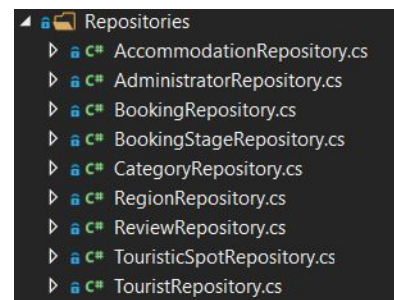 Repositories
C# AccommodationRepository.cs
C# AdministratorRepository.cs
C# BookingRepository.cs
C# BookingStageRepository.cs
C# CategoryRepository.cs
C# RegionRepository.cs
C# ReviewRepository.cs
C# TouristicSpotRepository.cs
C# TouristRepository.cs